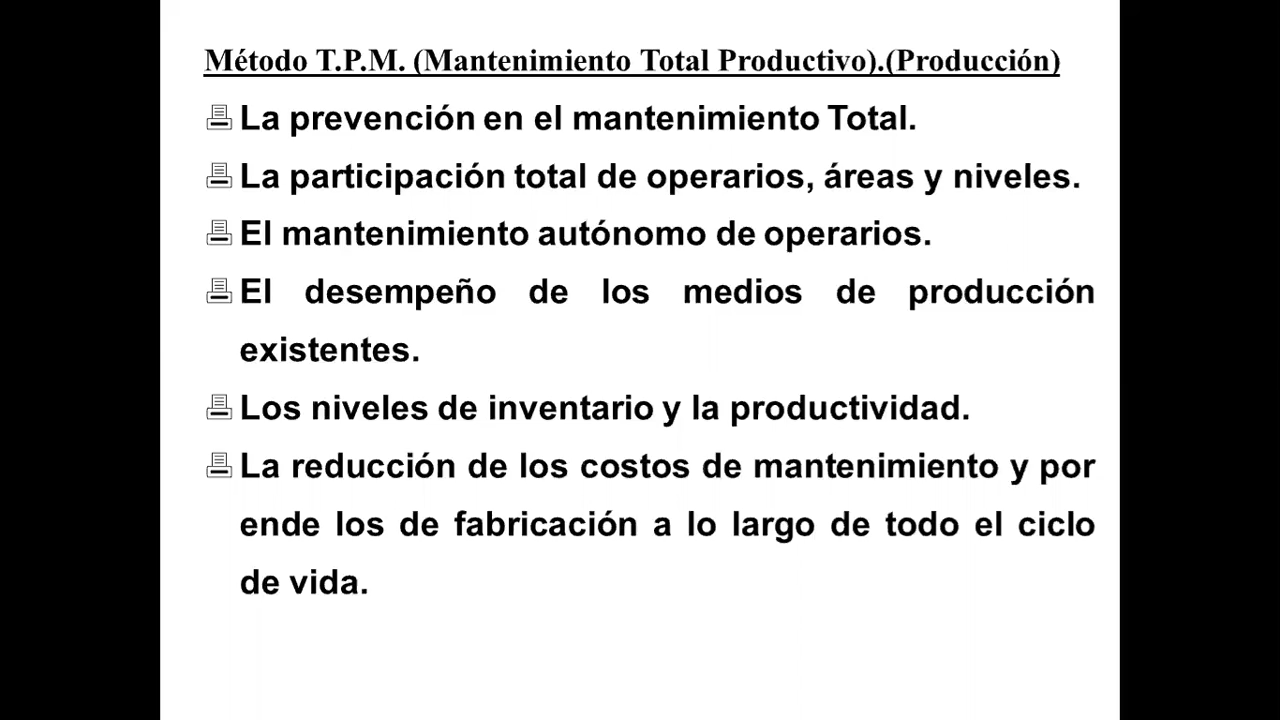 Método T.P.M. (Mantenimiento Total Productivo).(Producción)
La prevención en el mantenimiento Total.
La participación total de operarios, áreas y niveles.
El mantenimiento autónomo de operarios.
El desempeño de los medios de producción
existentes.
Los niveles de inventario y la productividad.
La reducción de los costos de mantenimiento y por
ende los de fabricación a lo largo de todo el ciclo
de vida.